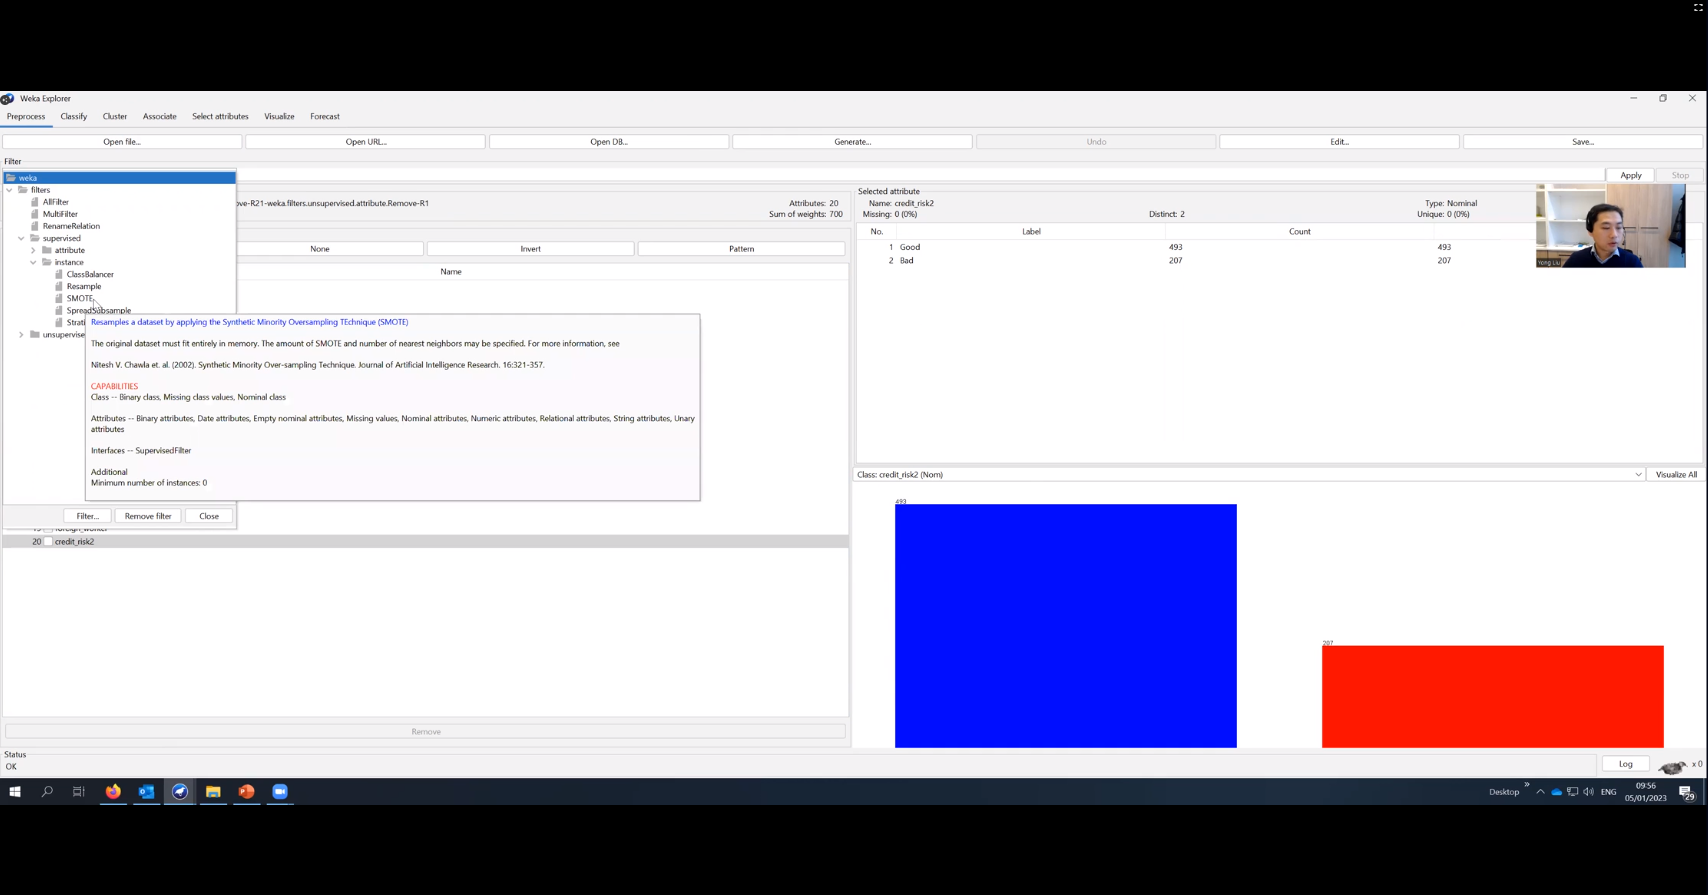 Weka Explorer
Preprocess Classify Cluster Associate Select attributes Visualize Forecast
Open file... Open URL... Open DB... Generate... Undo Edit... Save...
Filter
weka
filters
AllFilter
MultiFilter
RenameRelation
supervised
attribute
instance
ClassBalancer
Resample
SMOTE
SpreadSubsample
Strati
unsupervise
Apply Stop
ve-R21-weka.filters.unsupervised.attribute.Remove-R1
Attributes: 20
Sum of weights: 700
None Invert Pattern
Name
Resamples a dataset by applying the Synthetic Minority Oversampling TEchnique (SMOTE)
The original dataset must fit entirely in memory. The amount of SMOTE and number of nearest neighbors may be specified. For more information, see
Nitesh V. Chawla et. al. (2002). Synthetic Minority Over-sampling Technique. Journal of Artificial Intelligence Research. 16:321-357.
CAPABILITIES
Class -- Binary class, Missing class values, Nominal class
Attributes -- Binary attributes, Date attributes, Empty nominal attributes, Missing values, Nominal attributes, Numeric attributes, Relational attributes, String attributes, Unary
attributes
Interfaces -- SupervisedFilter
Additional
Minimum number of instances: 0
Filter... Remove filter Close
19 foreign_worker
20 credit_risk2
Remove
Selected attribute
Name: credit_risk2 Type: Nominal
Missing: 0 (0%) Distinct: 2 Unique: 0 (0%)
No. Label Count
1 Good 493 493
2 Bad 207 207
Yong Liu
Class: credit_risk2 (Nom) Visualize All
493
207
Status
OK
Log x 0
Desktop ENG 09:56
05/01/2023 29